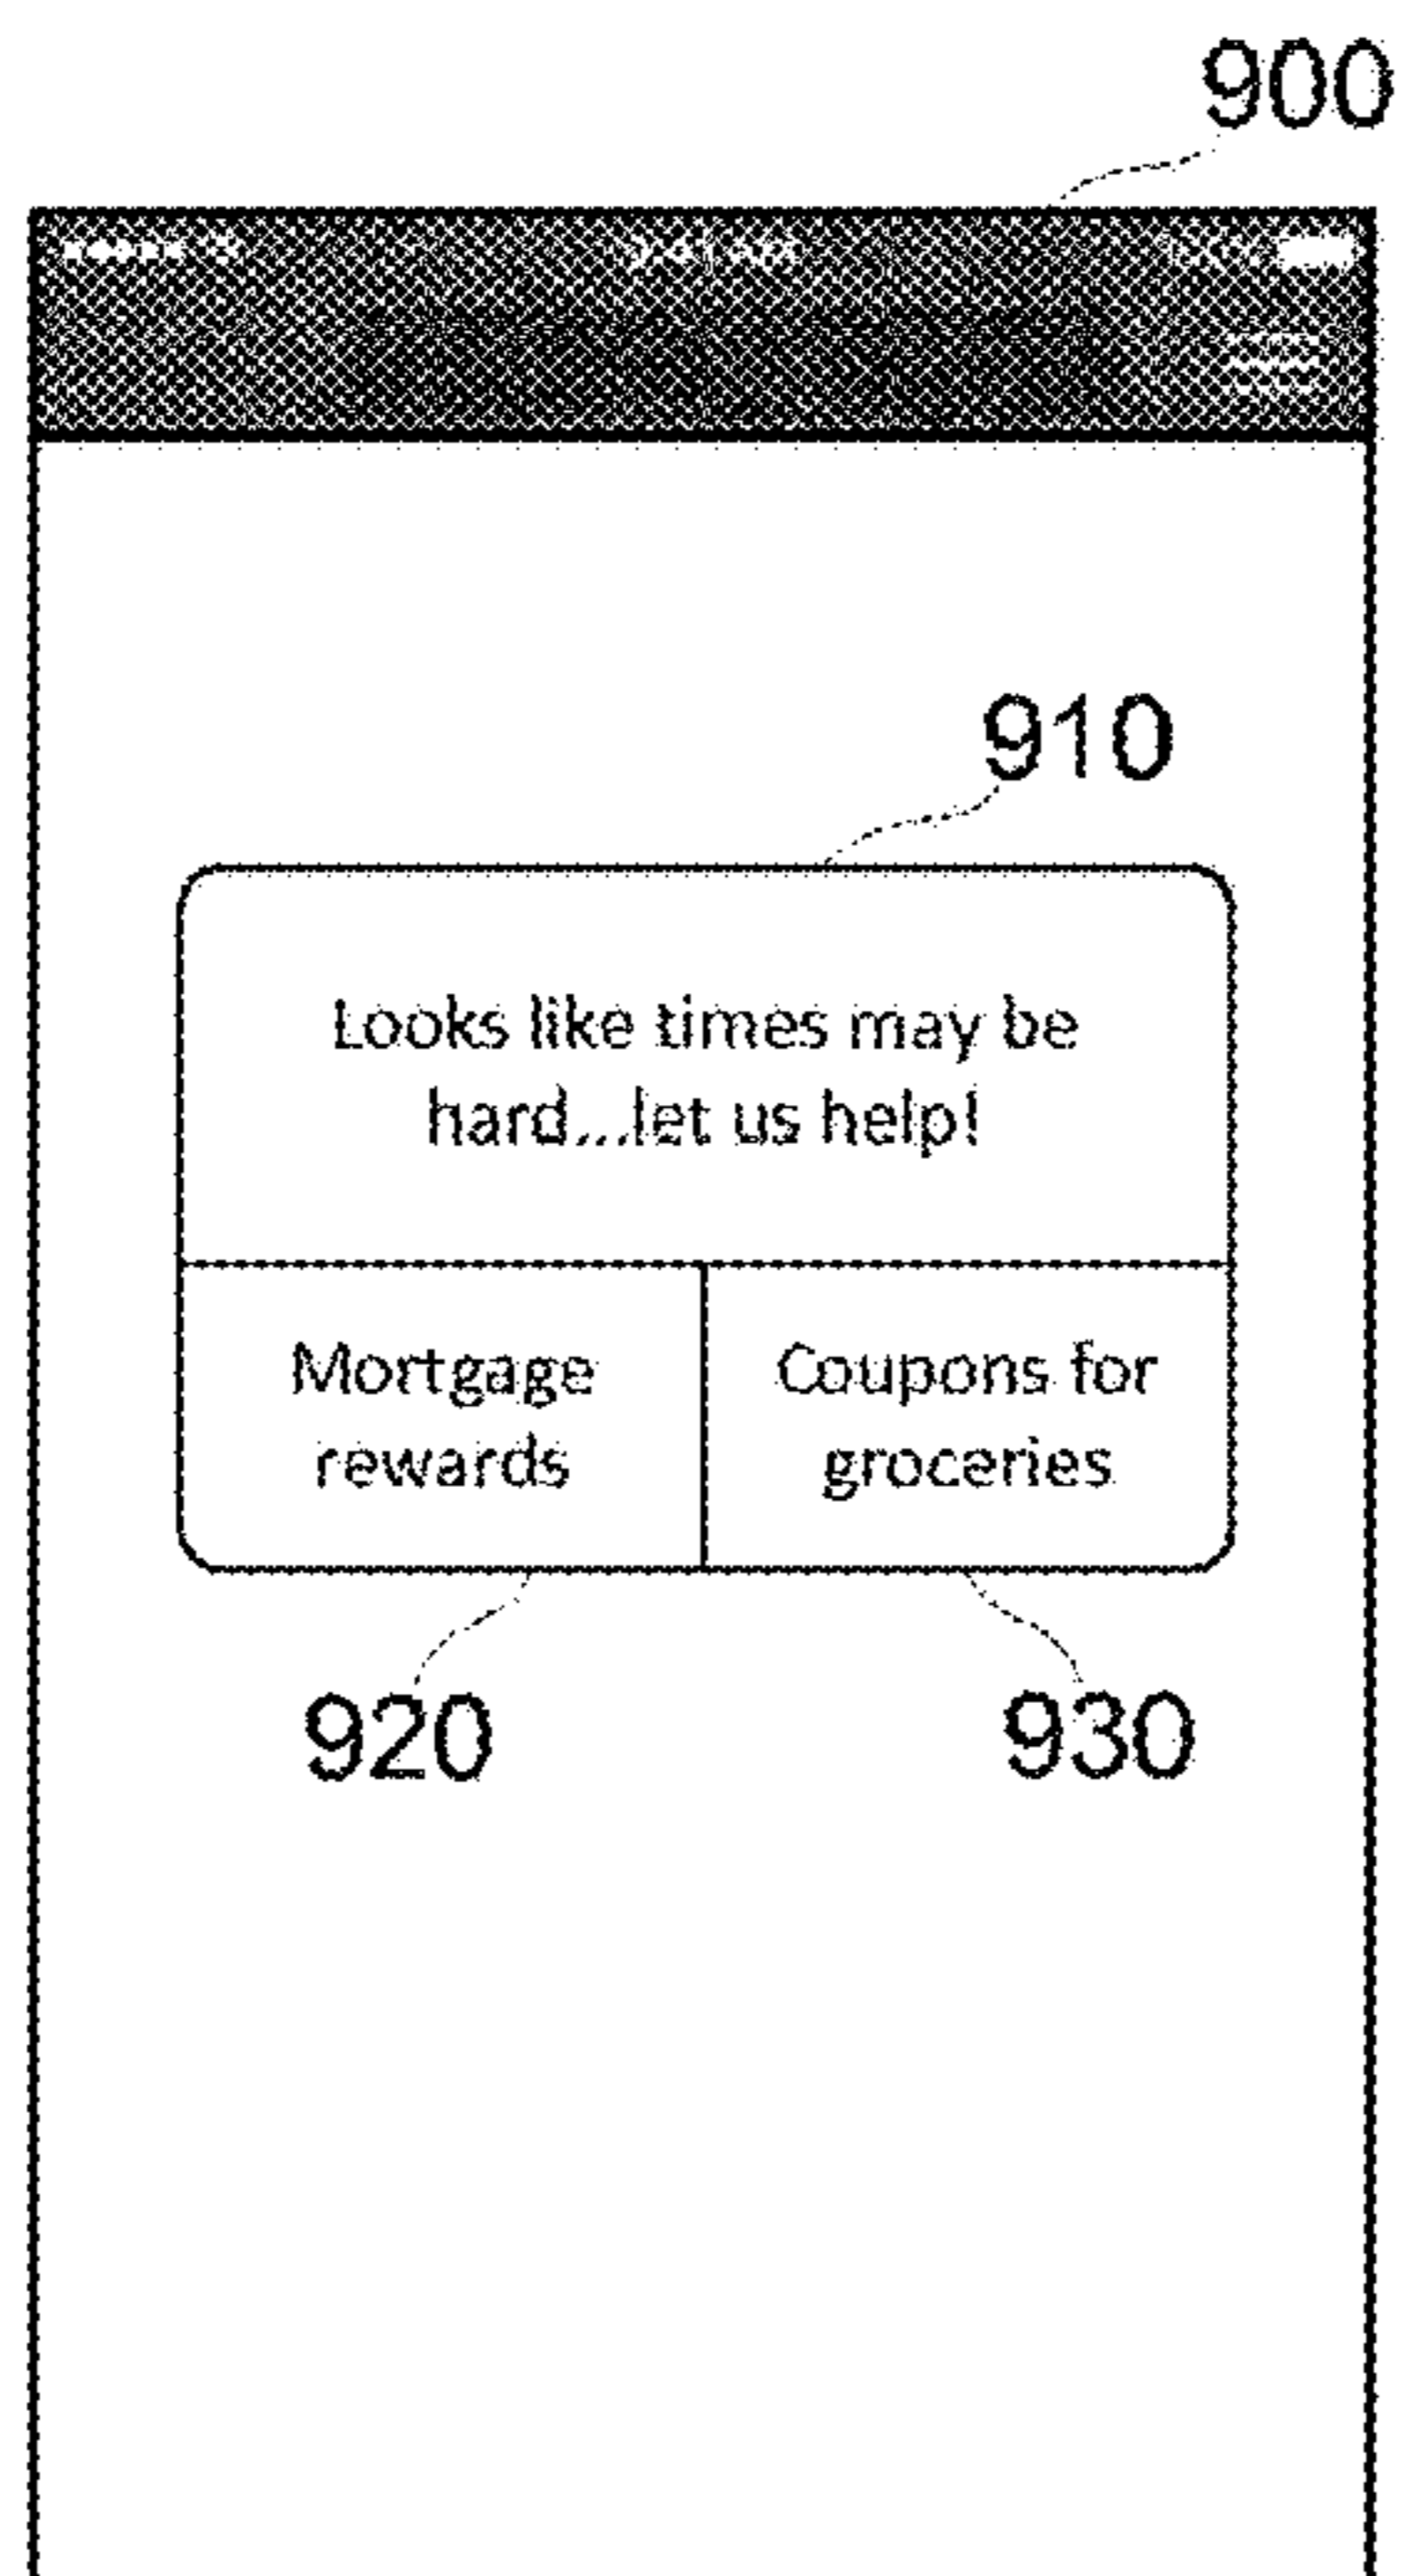 900
910
Looks like times may be
hard...let us help!
Mortgage
rewards
Coupons for
groceries
920
930